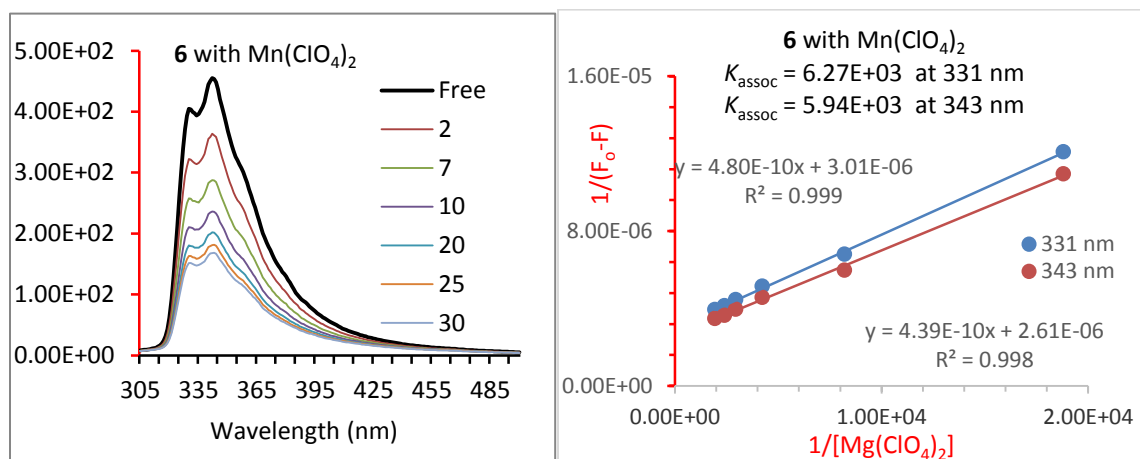 6 with Mn(ClO₄)₂
5.00E+02
4.00E+02
3.00E+02
2.00E+02
1.00E+02
0.00E+00
Free
2
7
10
20
25
30
305 335 345 365 395 425 455 485
Wavelength (nm)
6 with Mn(ClO₄)₂
Kassoc = 6.27E+03 at 331 nm
Kassoc = 5.94E+03 at 343 nm
1.60E-05
8.00E-06
0.00E+00
1/(Fₒ-F)
y = 4.80E-10x + 3.01E-06
R² = 0.999
331 nm
343 nm
y = 4.39E-10x + 2.61E-06
R² = 0.998
0.00E+00 1.00E+04 2.00E+04
1/[Mg(ClO₄)₂]